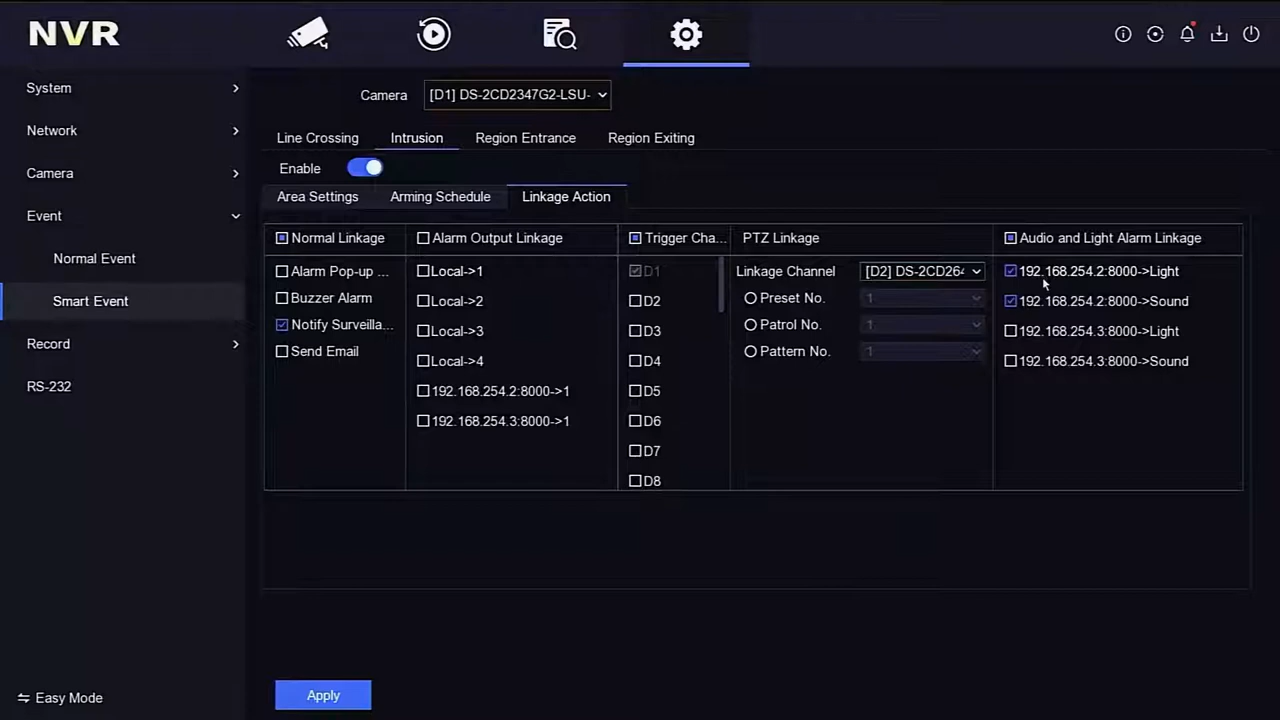 NVR
System
Network
Camera
Event
Normal Event
Smart Event
Record
RS-232
Easy Mode
Camera [D1] DS-2CD2347G2-LSU-
Line Crossing Intrusion Region Entrance Region Exiting
Enable
Area Settings Arming Schedule Linkage Action
Normal Linkage
Alarm Pop-up ...
Buzzer Alarm
Notify Surveilla...
Send Email
Alarm Output Linkage
Local->1
Local->2
Local->3
Local->4
192.168.254.2:8000->1
192.168.254.3:8000->1
Trigger Cha...
D1
D2
D3
D4
D5
D6
D7
D8
PTZ Linkage
Linkage Channel [D2] DS-2CD264
Preset No. 1
Patrol No. 1
Pattern No. 1
Audio and Light Alarm Linkage
192.168.254.2:8000->Light
192.168.254.2:8000->Sound
192.168.254.3:8000->Light
192.168.254.3:8000->Sound
Apply